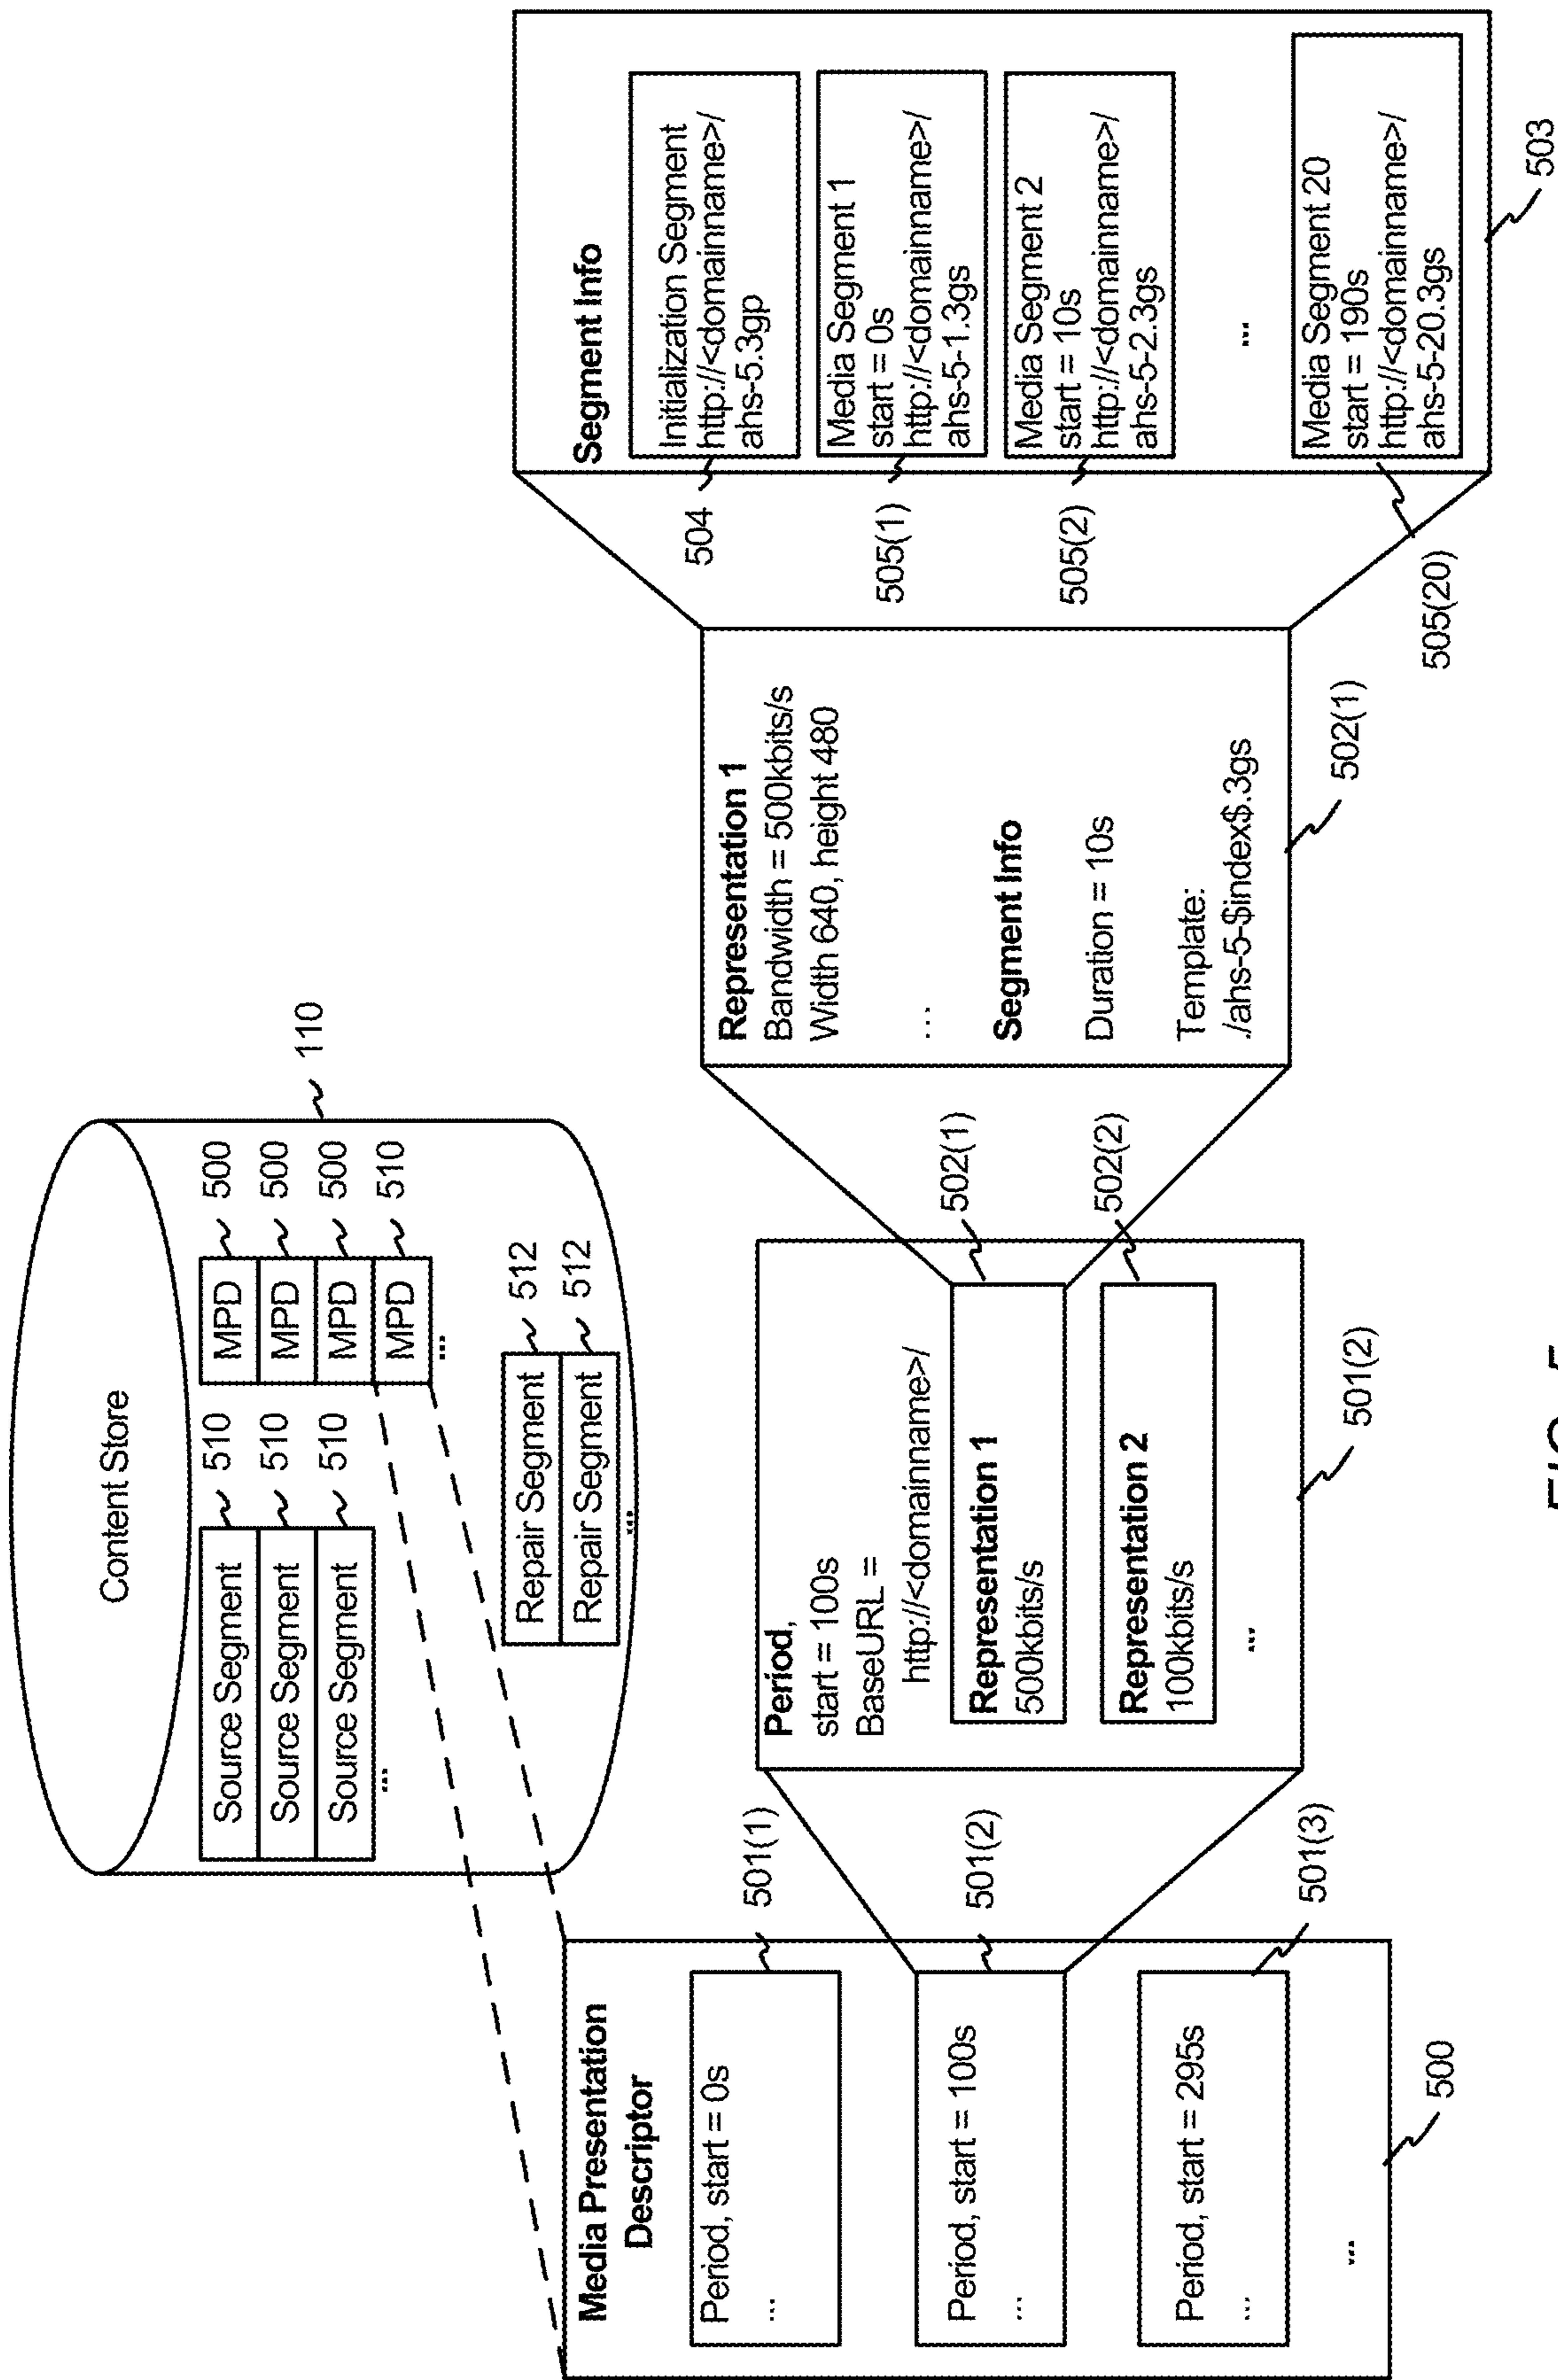 Content Store
Source Segment
510
Source Segment
510
Source Segment
510
...
MPD
500
MPD
500
MPD
500
MPD
510
...
Repair Segment
512
Repair Segment
512
...
110
Media Presentation
Descriptor
Period, start = 0s
...
501(1)
Period, start = 100s
...
501(2)
Period, start = 295s
...
501(3)
...
500
Period,
start = 100s
BaseURL =
http://<domainname>/
Representation 1
500kbits/s
502(1)
Representation 2
100kbits/s
502(2)
...
501(2)
Representation 1
Bandwidth = 500kbits/s
Width 640, height 480
...
Segment Info
Duration = 10s
Template:
./ahs-5-$index$.3gs
502(1)
Segment Info
Initialization Segment
http://<domainname>/
ahs-5.3gp
504
Media Segment 1
start = 0s
http://<domainname>/
ahs-5-1.3gs
505(1)
Media Segment 2
start = 10s
http://<domainname>/
ahs-5-2.3gs
505(2)
...
Media Segment 20
start = 190s
http://<domainname>/
ahs-5-20.3gs
505(20)
503